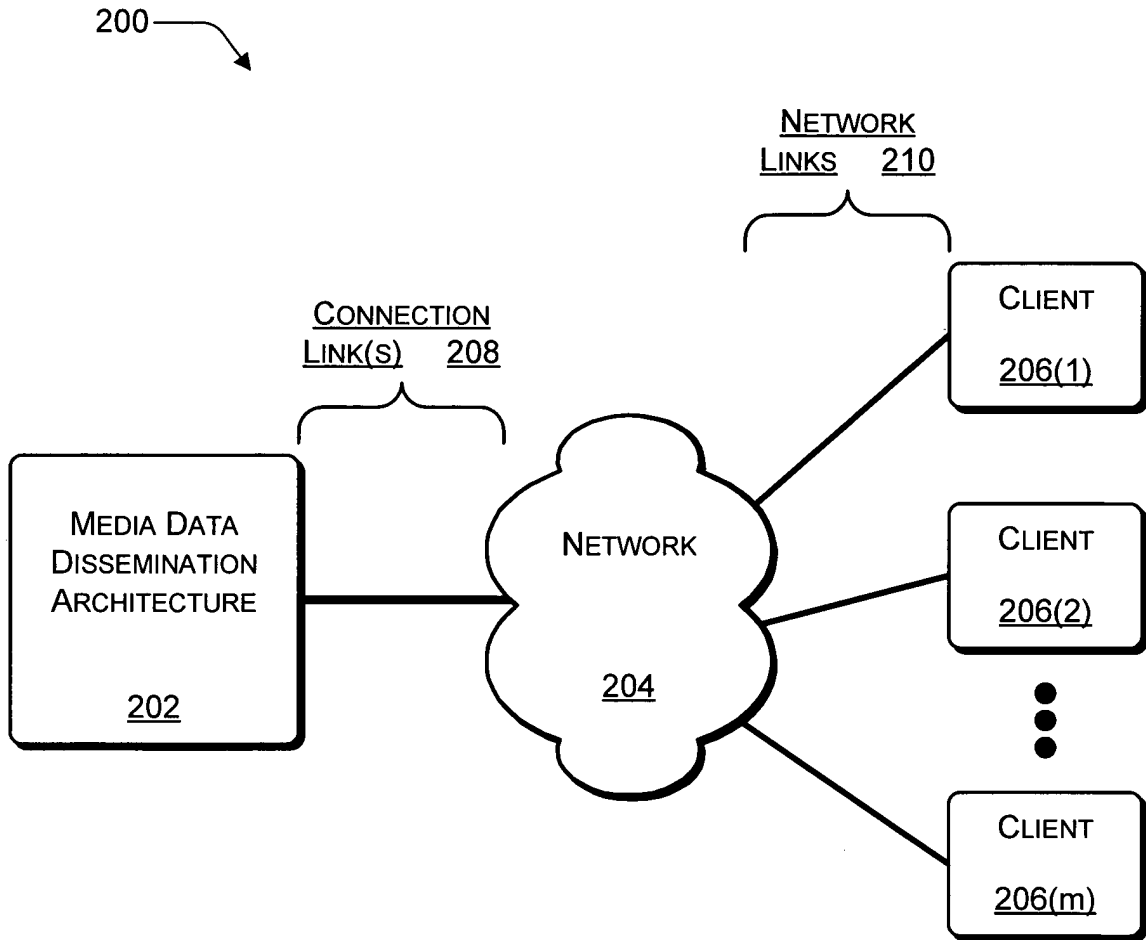 200
NETWORK
LINKS 210
CONNECTION
LINK(S) 208
MEDIA DATA
DISSEMINATION
ARCHITECTURE
202
NETWORK
204
CLIENT
206(1)
CLIENT
206(2)
CLIENT
206(m)